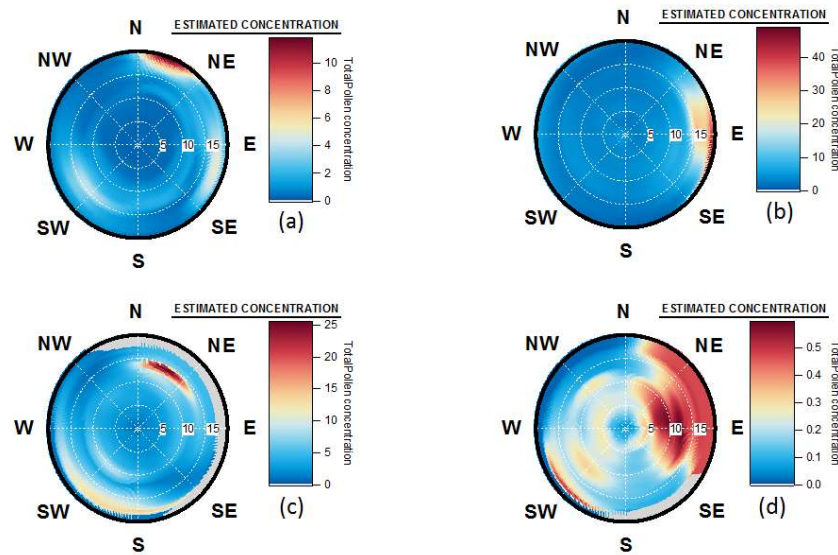 ESTIMATED CONCENTRATION
N
NW
NE
W
E
SW
SE
S
5
10
15
10
8
6
4
2
0
TotalPollen concentration
(a)
ESTIMATED CONCENTRATION
N
NW
NE
W
E
SW
SE
S
5
10
15
40
30
20
10
0
TotalPollen concentration
(b)
ESTIMATED CONCENTRATION
N
NW
NE
W
E
SW
SE
S
5
10
15
25
20
15
10
5
0
TotalPollen concentration
(c)
ESTIMATED CONCENTRATION
N
NW
NE
W
E
SW
SE
S
5
10
15
0.5
0.4
0.3
0.2
0.1
0.0
TotalPollen concentration
(d)